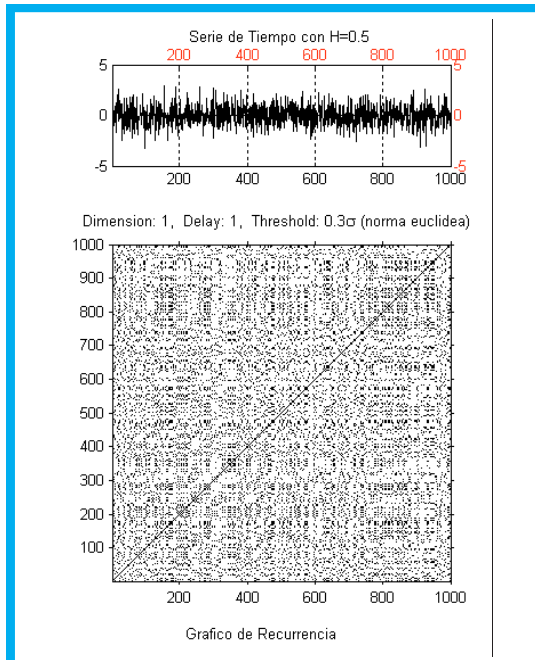 Serie de Tiempo con H=0.5
200 400 600 800 1000
5 5
0 0
-5 -5
200 400 600 800 1000
Dimension: 1, Delay: 1, Threshold: 0.3σ (norma euclidea)
1000
900
800
700
600
500
400
300
200
100
200 400 600 800 1000
Grafico de Recurrencia